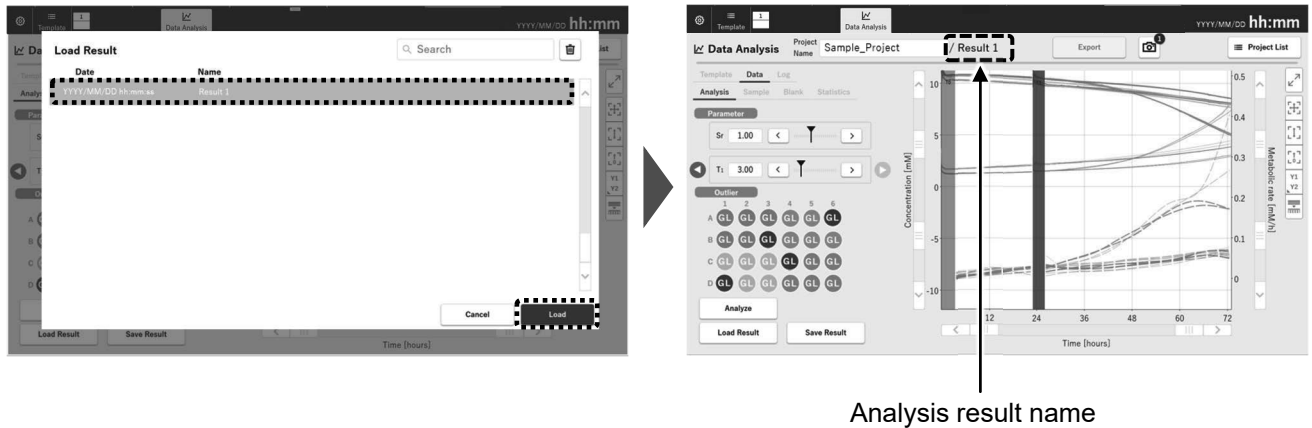 Template
1
Data Analysis
YYYY/MM/DD hh:mm
Load Result
Search
Date Name
YYYY/MM/DD hh:mm:ss Result 1
Cancel Load
Load Result Save Result
Time [hours]
Y1
Y2
Template
1
Data Analysis
YYYY/MM/DD hh:mm
Data Analysis
Project Name
Sample_Project / Result 1
Export
1
Project List
Template Data Log
Analysis Sample Blank Statistics
Parameter
Sr 1.00 < >
T1 3.00 < >
Outlier
1 2 3 4 5 6
A GL GL GL GL GL GL
B GL GL GL GL GL GL
C GL GL GL GL GL GL
D GL GL GL GL GL GL
Analyze
Load Result Save Result
Concentration [mM]
10
5
0
-5
-10
12 24 36 48 60 72
Time [hours]
0.5
0.4
0.3
0.2
0.1
0
Metabolic rate [mM/h]
Y1
Y2
Analysis result name